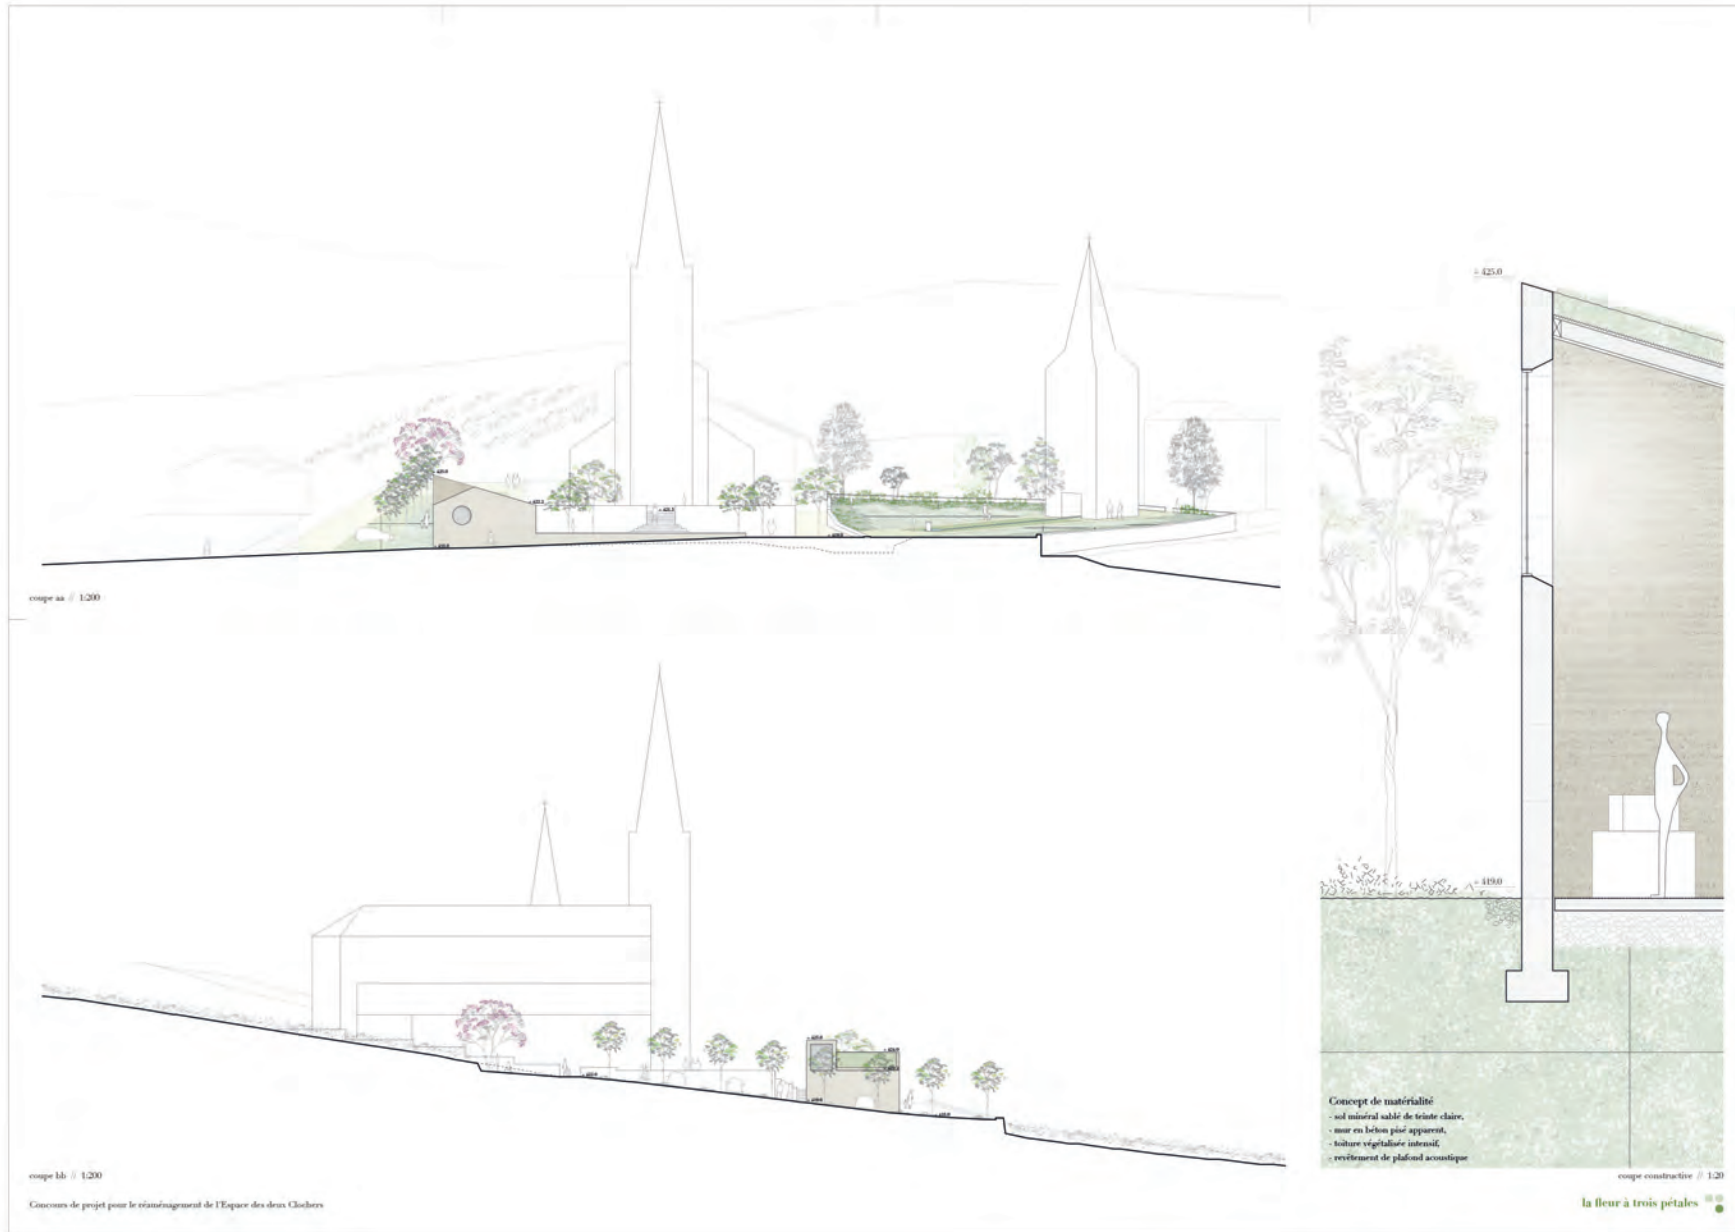 + 425.0
coupe aa // 1:200
+ 419.0
Concept de matérialité
- sol minéral sablé de teinte claire,
- mur en béton pisé apparent,
- toiture végétalisée intensif,
- revêtement de plafond acoustique
coupe bb // 1:200
coupe constructive // 1:20
Concours de projet pour le réaménagement de l'Espace des deux Clochers
la fleur à trois pétales